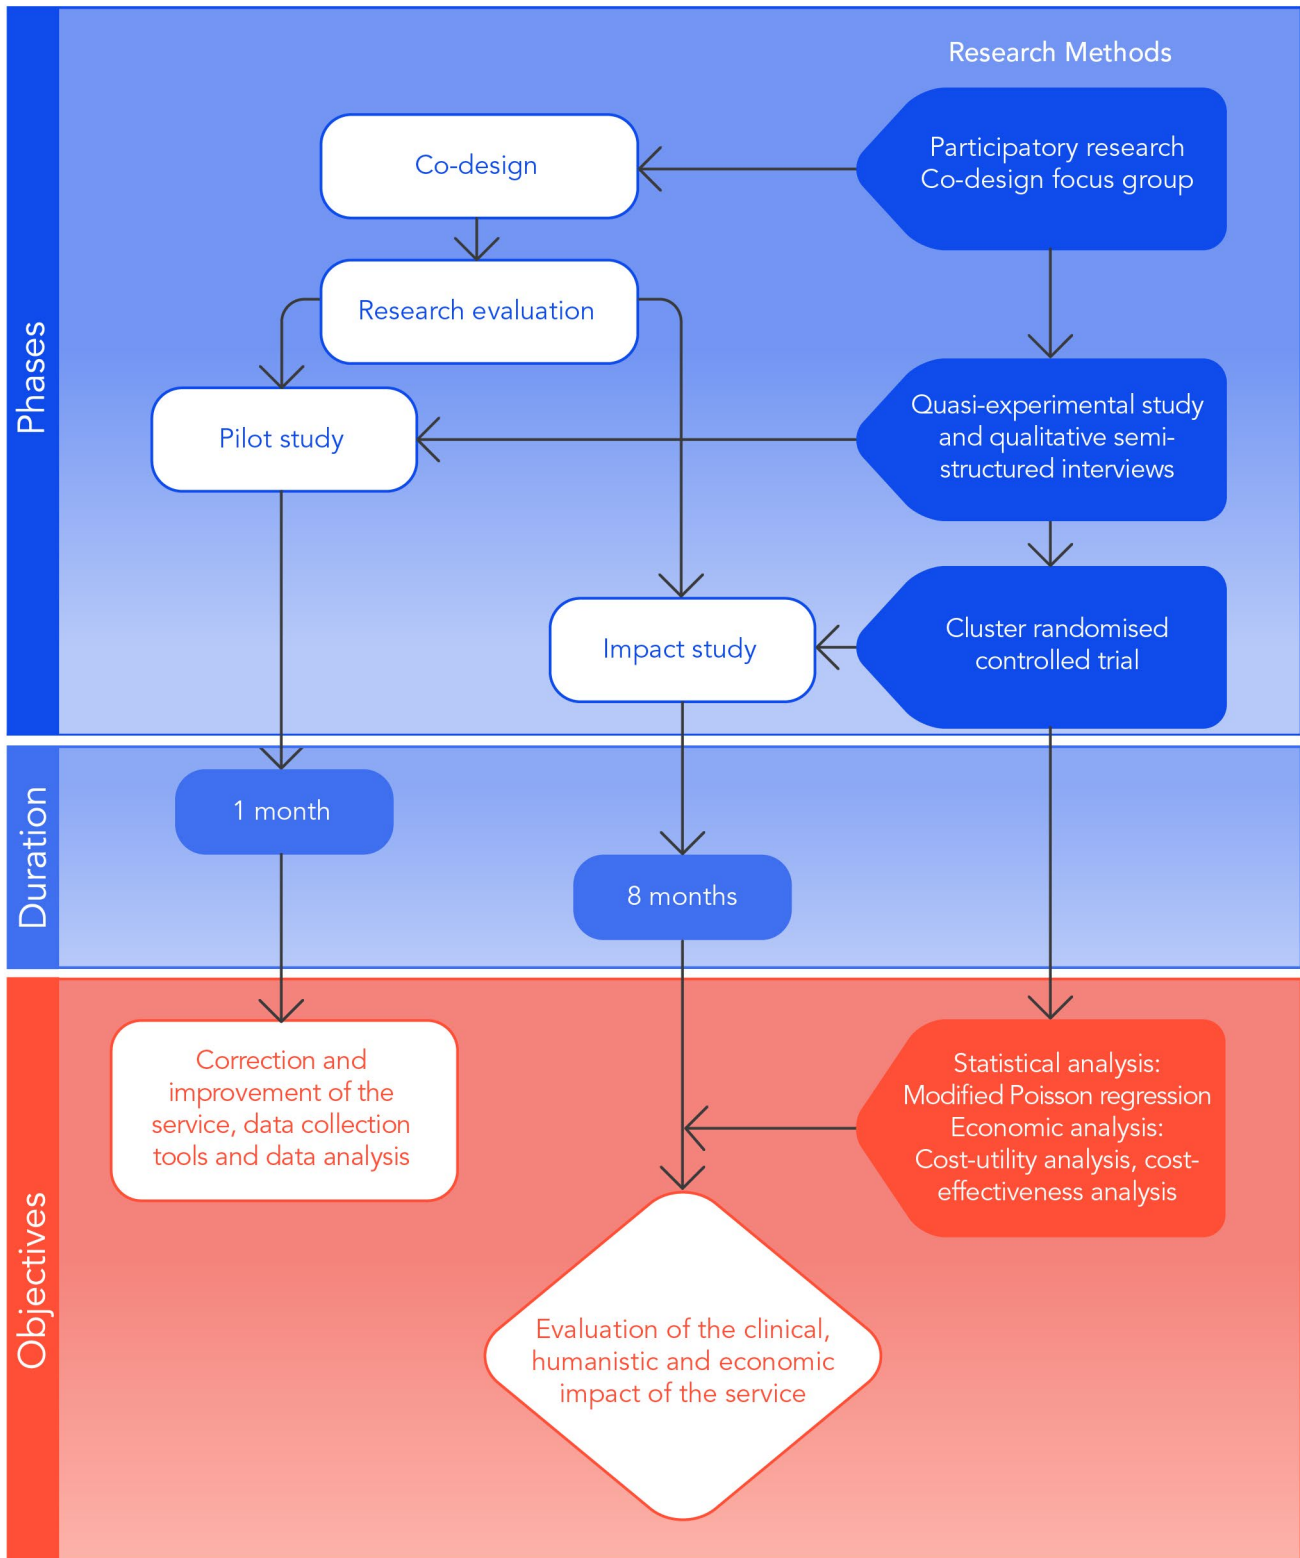 Research Methods
Participatory research
Co-design focus group
Co-design
Research evaluation
Phases
Quasi-experimental study
and qualitative semi-
structured interviews
Pilot study
Cluster randomised
controlled trial
Impact study
Duration
1 month
8 months
Objectives
Correction and
improvement of the
service, data collection
tools and data analysis
Statistical analysis:
Modified Poisson regression
Economic analysis:
Cost-utility analysis, cost-
effectiveness analysis
Evaluation of the clinical,
humanistic and economic
impact of the service